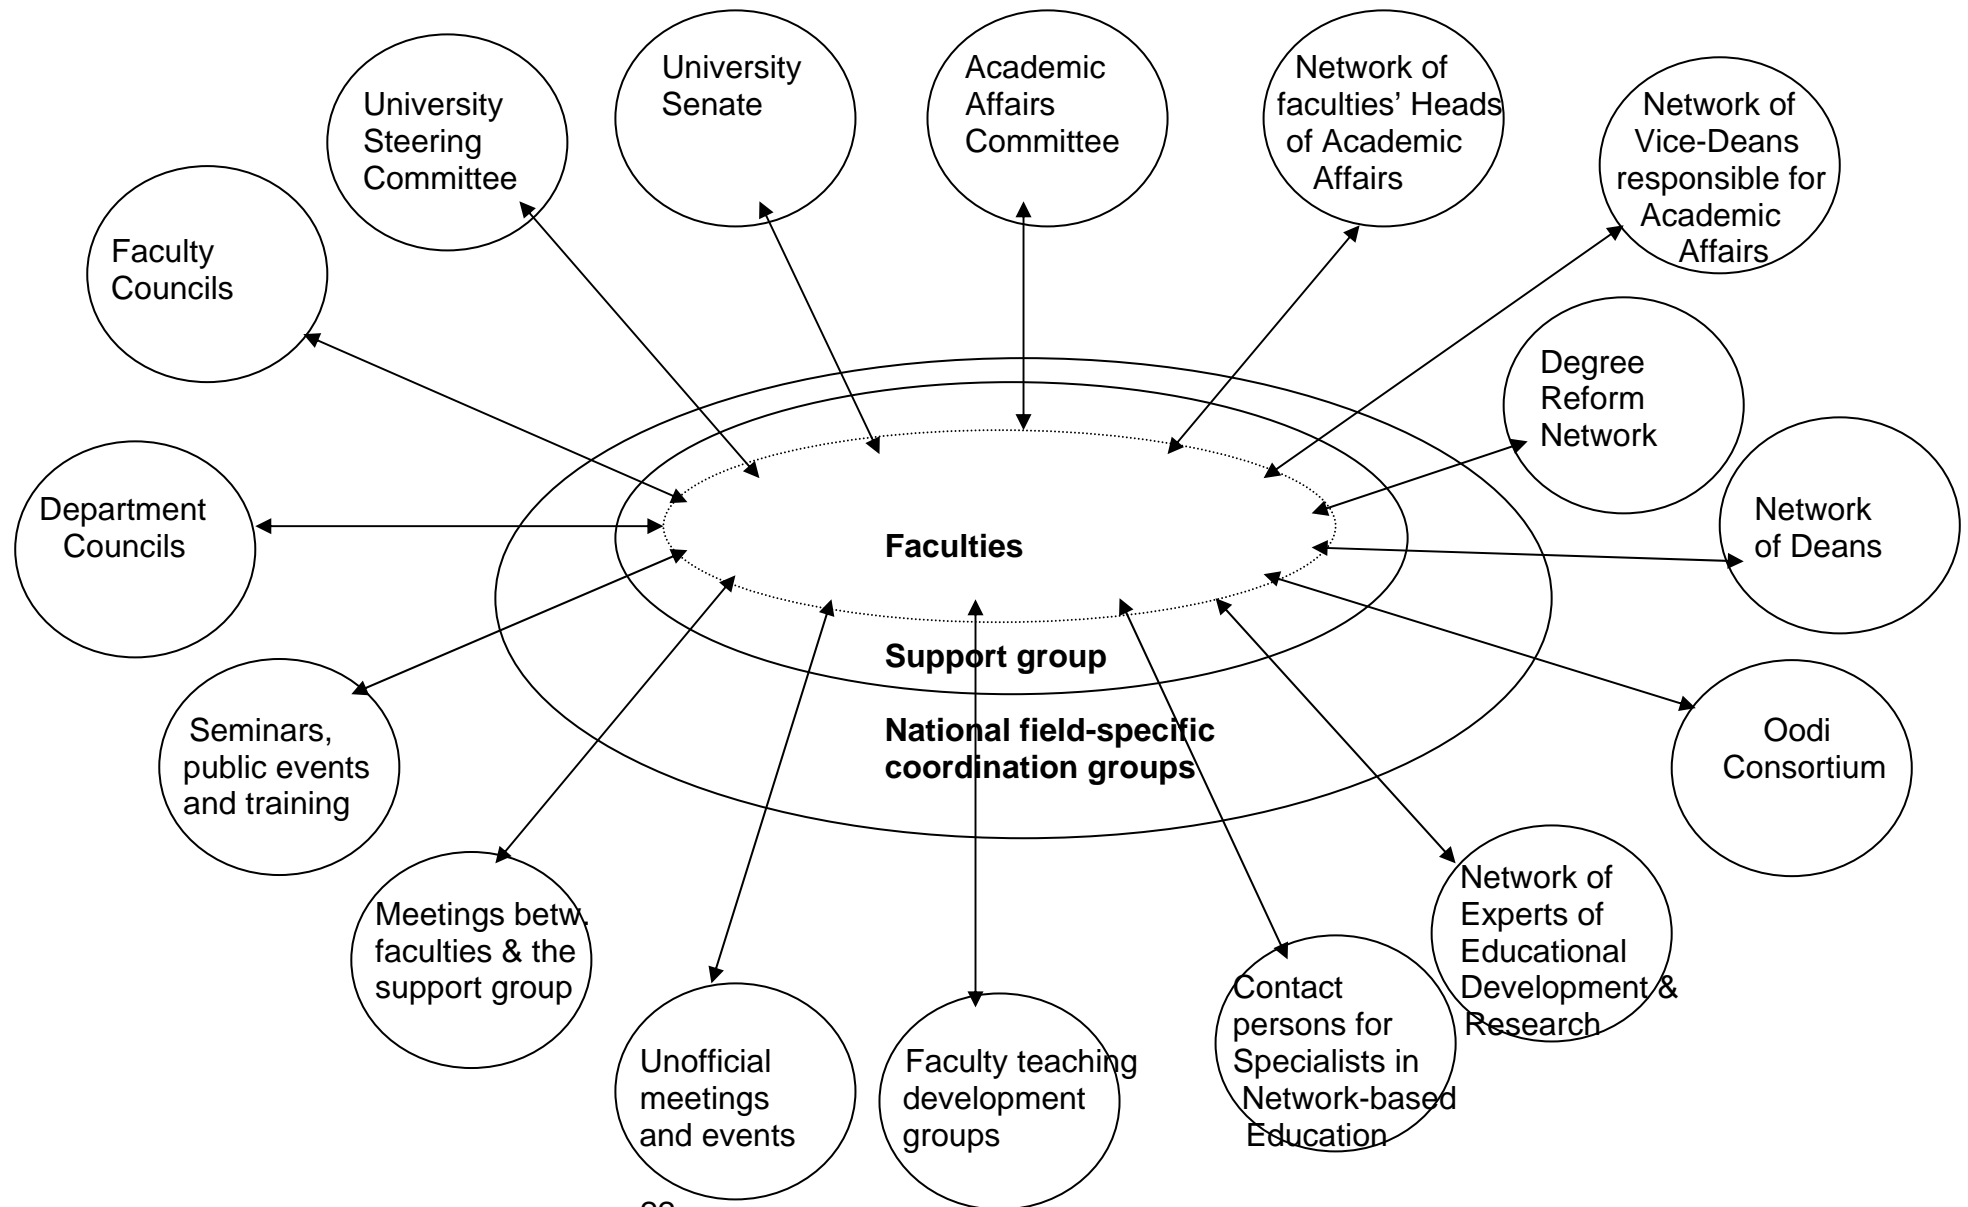 University
Senate
Academic
Affairs
Committee
Network of
faculties’ Heads
of Academic
Affairs
University
Steering
Committee
Network of
Vice-Deans
responsible for
Academic
Affairs
Faculty
Councils
Degree
Reform
Network
Department
Councils
Network
of Deans
Faculties
Support group
National field-specific
coordination groups
Seminars,
public events
and training
Oodi
Consortium
Meetings betw.
faculties & the
support group
Network of
Experts of
Educational
Development &
Research
Unofficial
meetings
and events
Faculty teaching
development
groups
Contact
persons for
Specialists in
Network-based
Education